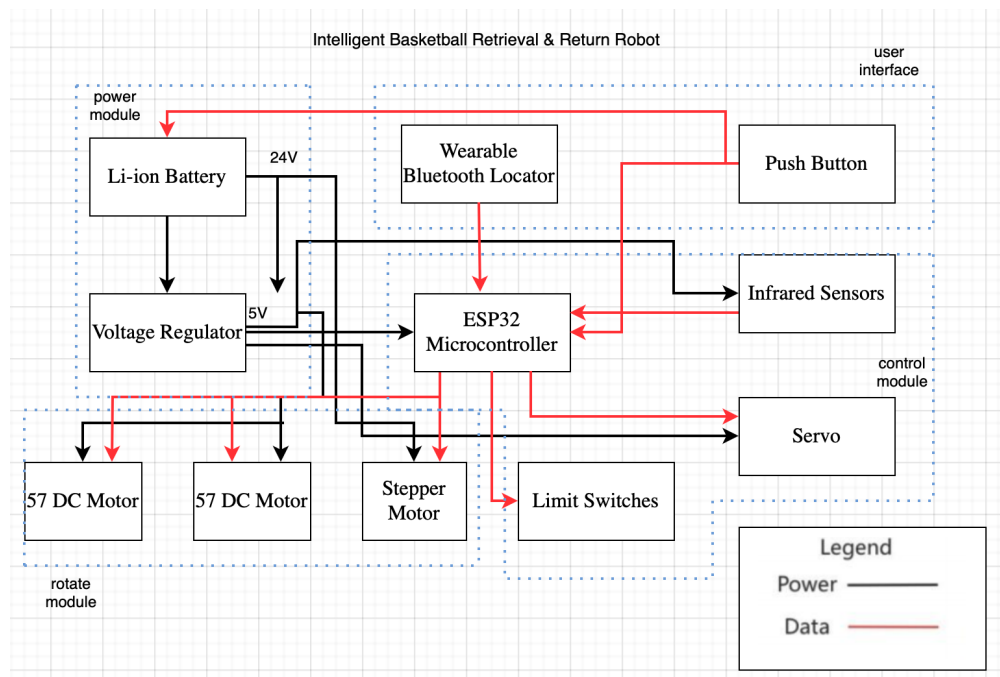 Intelligent Basketball Retrieval & Return Robot
user
interface
power
module
Li-ion Battery
24V
Wearable
Bluetooth Locator
Push Button
Voltage Regulator
5V
ESP32
Microcontroller
Infrared Sensors
control
module
Servo
57 DC Motor
57 DC Motor
Stepper
Motor
Limit Switches
rotate
module
Legend
Power
Data